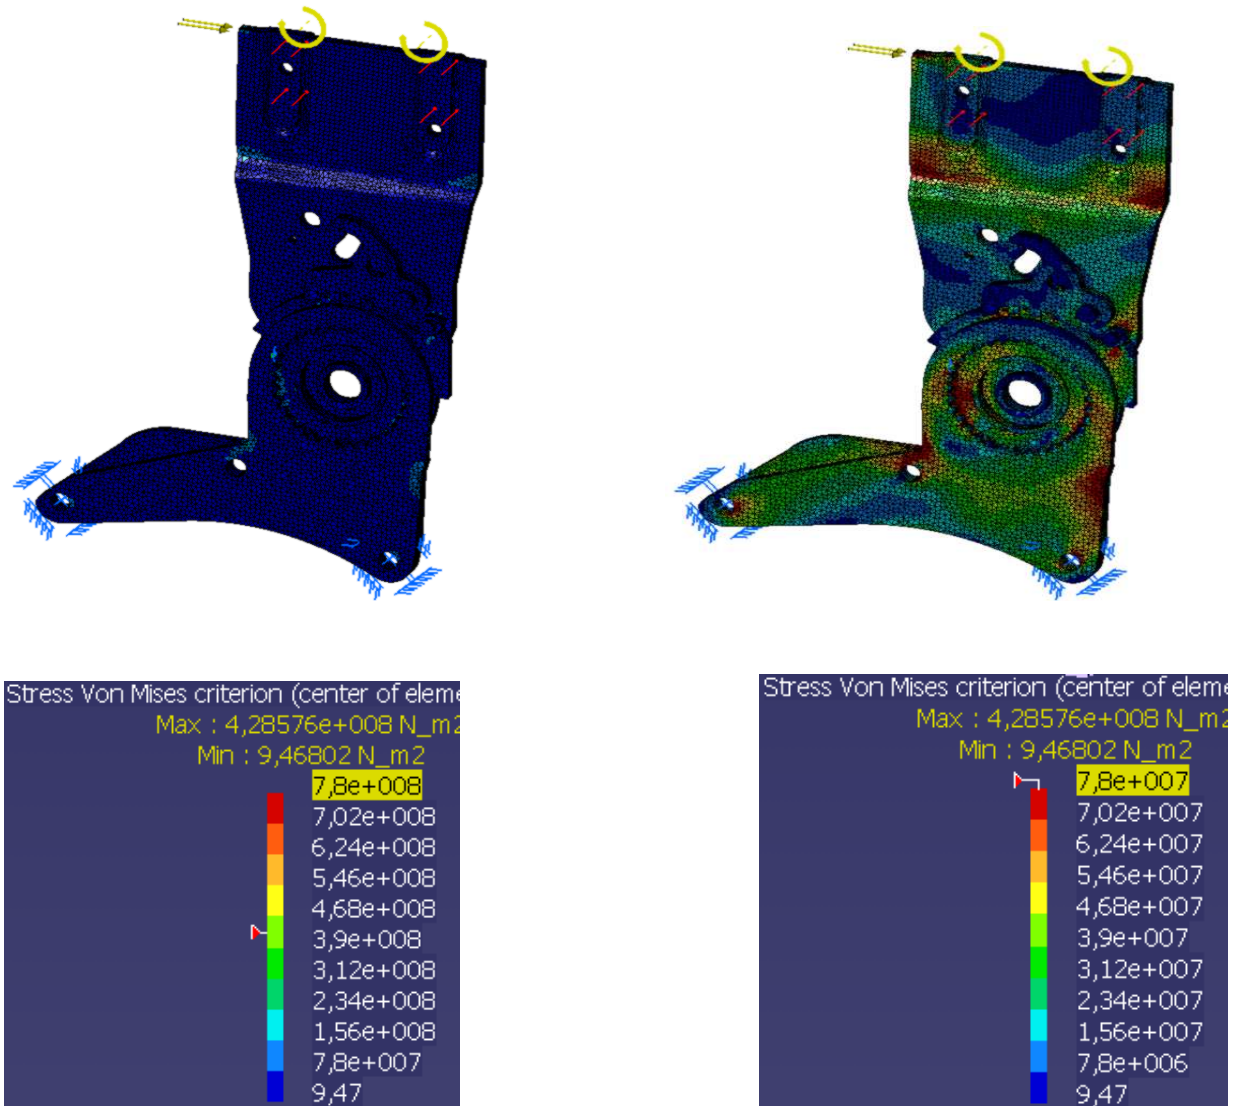 Stress Von Mises criterion (center of eleme
Max : 4,28576e+008 N_m2
Min : 9,46802 N_m2
7,8e+008
7,02e+008
6,24e+008
5,46e+008
4,68e+008
3,9e+008
3,12e+008
2,34e+008
1,56e+008
7,8e+007
9,47
Stress Von Mises criterion (center of eleme
Max : 4,28576e+008 N_m2
Min : 9,46802 N_m2
7,8e+007
7,02e+007
6,24e+007
5,46e+007
4,68e+007
3,9e+007
3,12e+007
2,34e+007
1,56e+007
7,8e+006
9,47